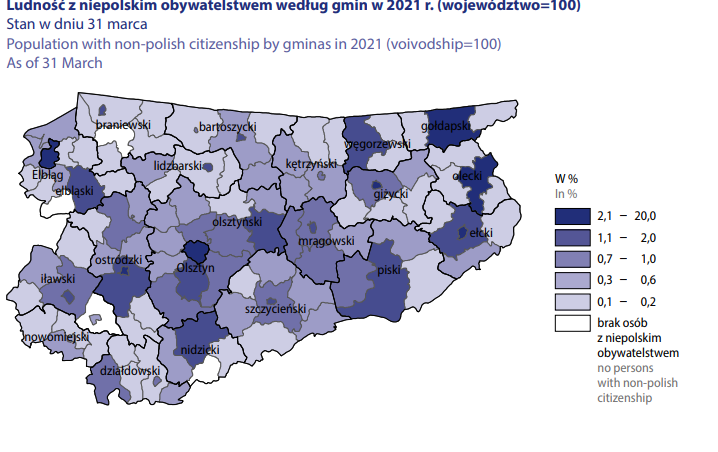 Ludność z niepolskim obywatelstwem według gmin w 2021 r. (województwo=100)
Stan w dniu 31 marca
Population with non-polish citizenship by gminas in 2021 (voivodship=100)
As of 31 March
braniewski
bartoszycki
gołdapski
węgorzewski
lidzbarski
kętrzyński
Elbląg
elbląski
olecki
giżycki
olsztyński
mrągowski
ełcki
ostródzki
Olsztyn
piski
iławski
szczycieński
nowomiejski
nidzicki
działdowski
W %
In %
2,1 – 20,0
1,1 – 2,0
0,7 – 1,0
0,3 – 0,6
0,1 – 0,2
brak osób
z niepolskim
obywatelstwem
no persons
with non-polish
citizenship